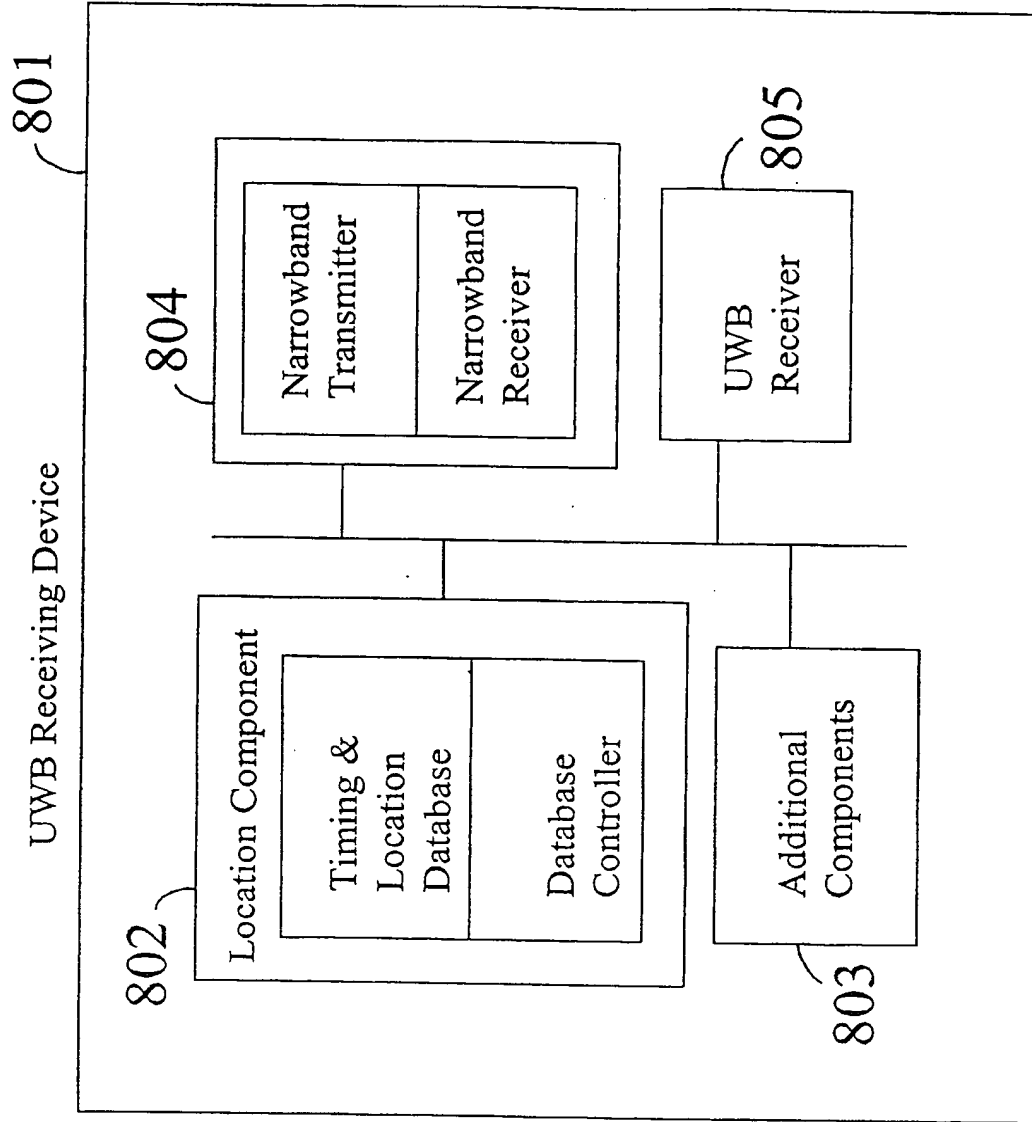 UWB Receiving Device
801
802
Location Component
Timing &
Location
Database
Database
Controller
804
Narrowband
Transmitter
Narrowband
Receiver
803
Additional
Components
805
UWB
Receiver